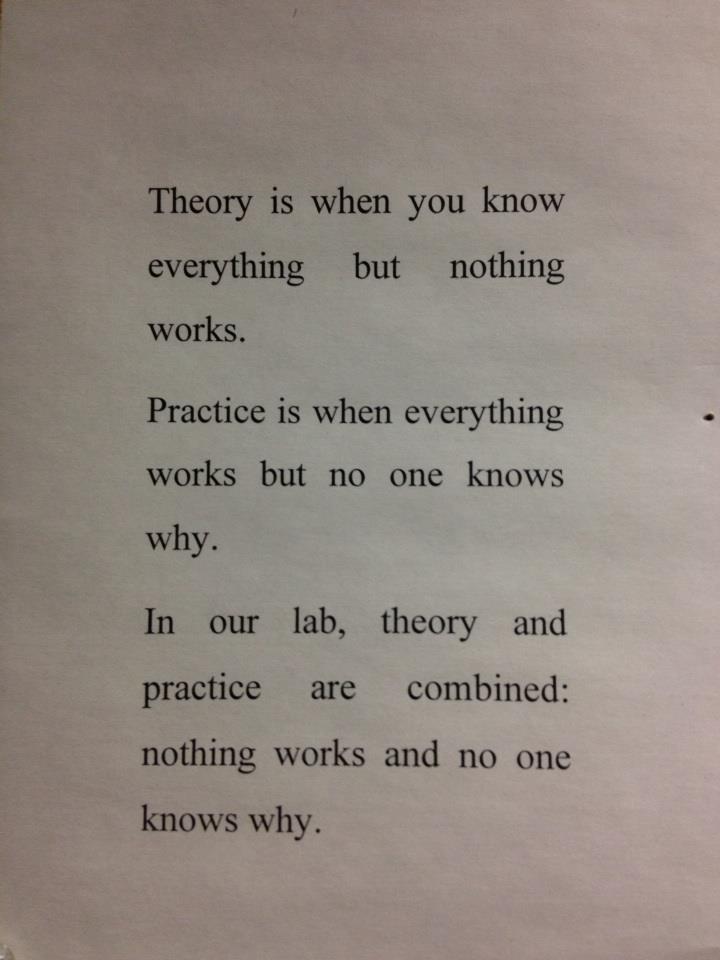 Theory is when you know
everything but nothing
works.
Practice is when everything
works but no one knows
why.
In our lab, theory and
practice are combined:
nothing works and no one
knows why.